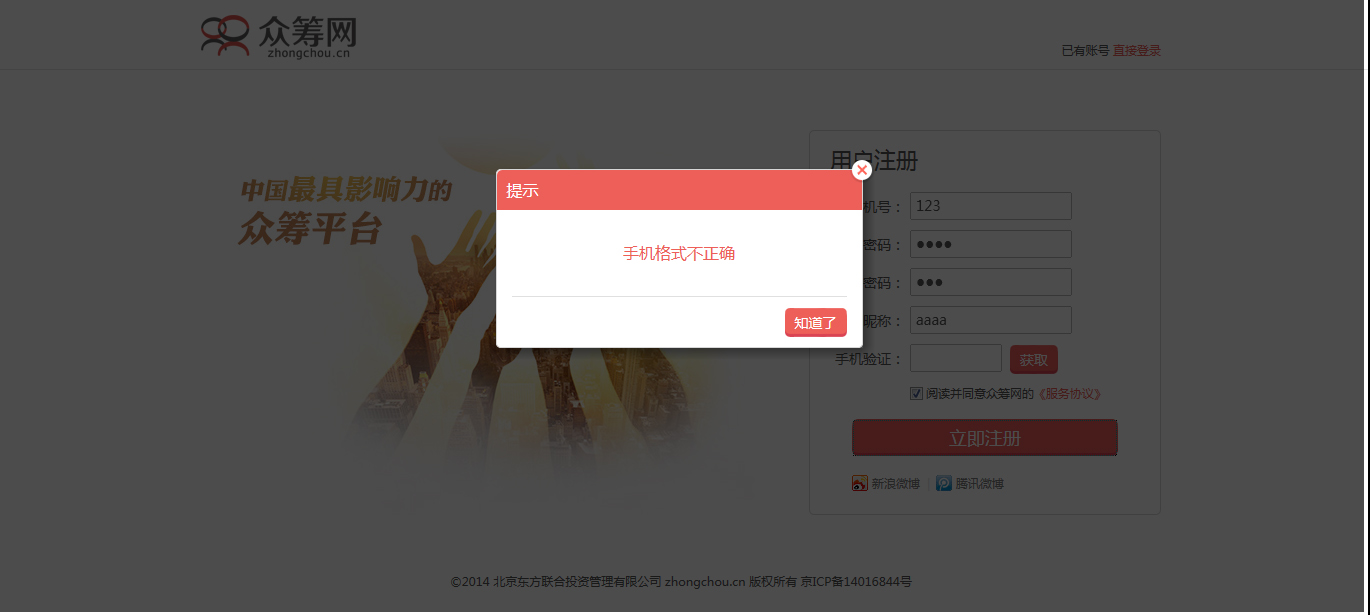 众筹网
zhongchou.cn
已有账号 直接登录
中国最具影响力的
众筹平台
用户注册
机号：
123
密码：
密码：
昵称：
aaaa
手机验证：
获取
阅读并同意众筹网的《服务协议》
立即注册
新浪微博 | 腾讯微博
提示
手机格式不正确
知道了
©2014 北京东方联合投资管理有限公司 zhongchou.cn 版权所有 京ICP备14016844号